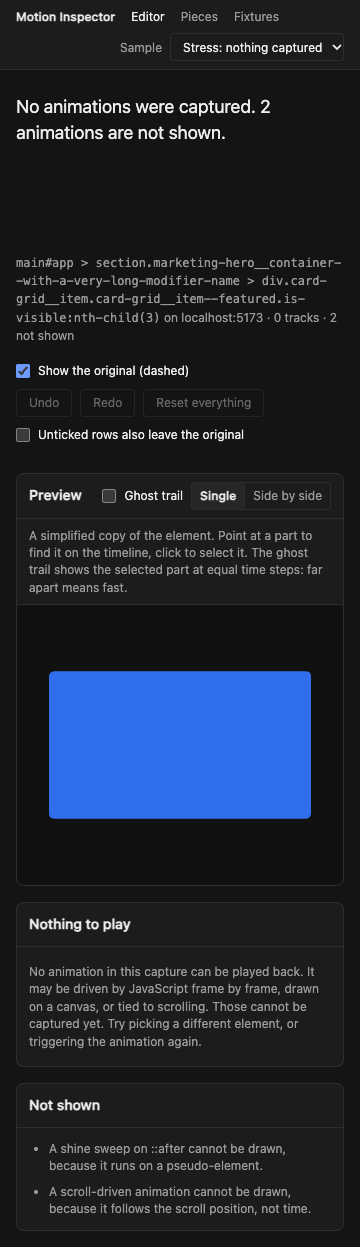 Motion Inspector Editor Pieces Fixtures
Sample Stress: nothing captured
No animations were captured. 2
animations are not shown.
main#app > section.marketing-hero__container-
-with-a-very-long-modifier-name > div.card-
grid__item.card-grid__item--featured.is-
visible:nth-child(3) on localhost:5173 · 0 tracks · 2
not shown
Show the original (dashed)
Undo Redo Reset everything
Unticked rows also leave the original
Preview Ghost trail Single Side by side
A simplified copy of the element. Point at a part to
find it on the timeline, click to select it. The ghost
trail shows the selected part at equal time steps: far
apart means fast.
Nothing to play
No animation in this capture can be played back. It
may be driven by JavaScript frame by frame, drawn
on a canvas, or tied to scrolling. Those cannot be
captured yet. Try picking a different element, or
triggering the animation again.
Not shown
• A shine sweep on ::after cannot be drawn,
because it runs on a pseudo-element.
• A scroll-driven animation cannot be drawn,
because it follows the scroll position, not time.